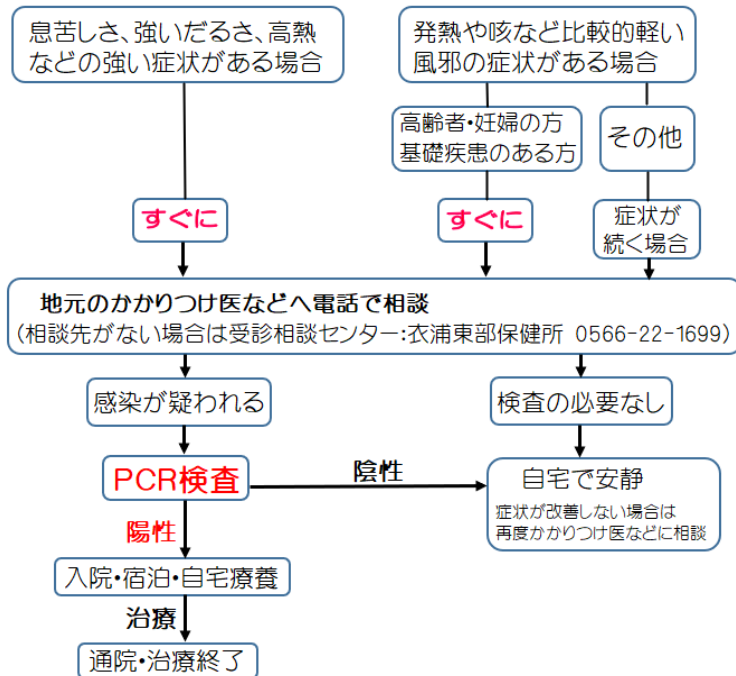 息苦しさ、強いだるさ、高熱
などの強い症状がある場合
発熱や咳など比較的軽い
風邪の症状がある場合
高齢者・妊婦の方
基礎疾患のある方
その他
すぐに
すぐに
症状が
続く場合
地元のかかりつけ医などへ電話で相談
(相談先がない場合は受診相談センター:衣浦東部保健所 0566-22-1699)
感染が疑われる
検査の必要なし
PCR検査
陰性
自宅で安静
症状が改善しない場合は
再度かかりつけ医などに相談
陽性
入院・宿泊・自宅療養
治療
通院・治療終了